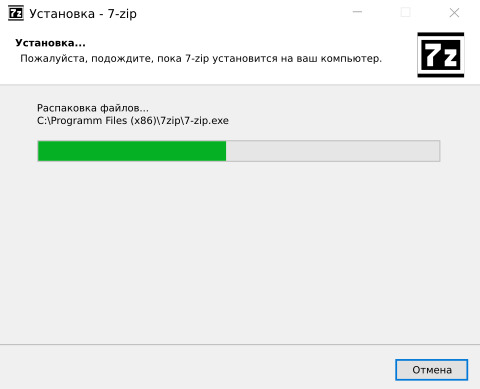 7z Установка - 7-zip
Установка...
Пожалуйста, подождите, пока 7-zip установится на ваш компьютер.
7z
Распаковка файлов...
C:\Programm Files (x86)\7zip\7-zip.exe
Отмена